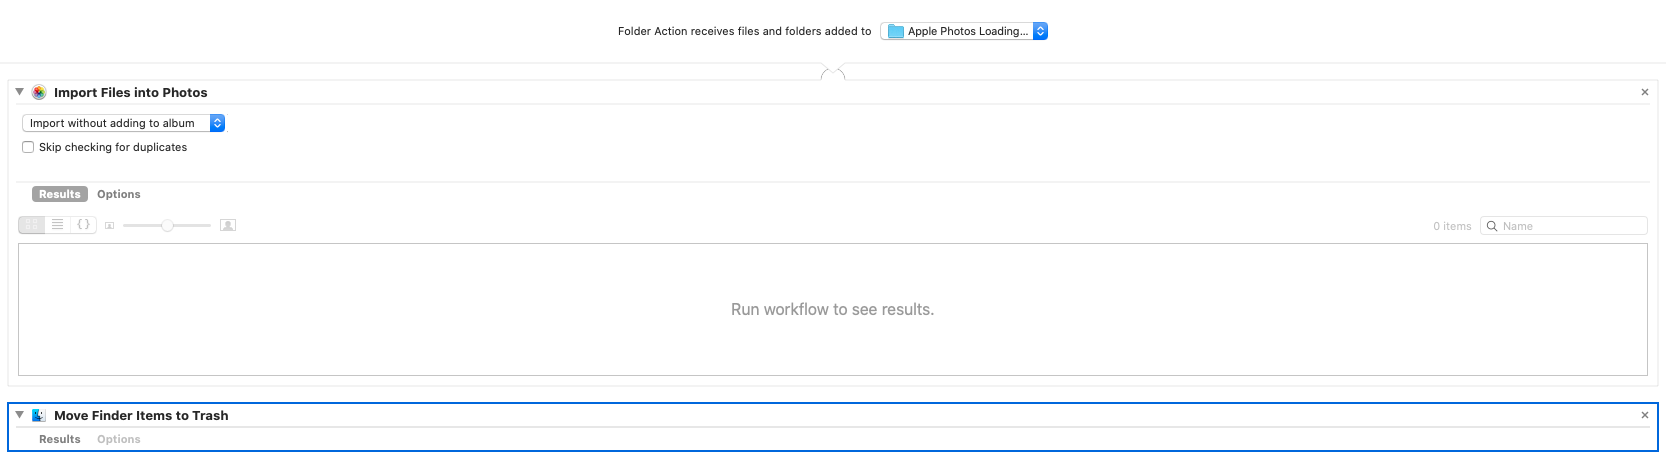 Folder Action receives files and folders added to Apple Photos Loading...
Import Files into Photos
Import without adding to album
Skip checking for duplicates
Results Options
0 items Name
Run workflow to see results.
Move Finder Items to Trash
Results Options